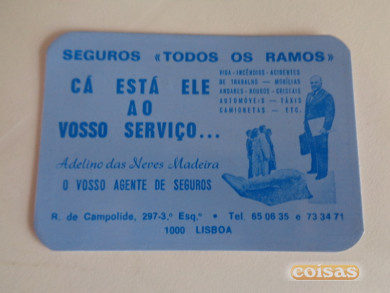 SEGUROS «TODOS OS RAMOS»
CÁ ESTÁ ELE
AO
VOSSO SERVIÇO...
VIDA - INCÊNDIOS - ACIDENTES
DE TRABALHO - MOBÍLIAS
ANDARES - ROUBOS - CRISTAIS
AUTOMÓVEIS - TÁXIS
CAMIONETAS - ETC.
Adelino das Neves Madeira
O VOSSO AGENTE DE SEGUROS
R. de Campolide, 297-3.º Esq.º • Tel. 65 06 35 e 73 34 71
1000 LISBOA
coisas